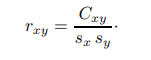 r_{xy} = \frac{C_{xy}}{s_x s_y}.